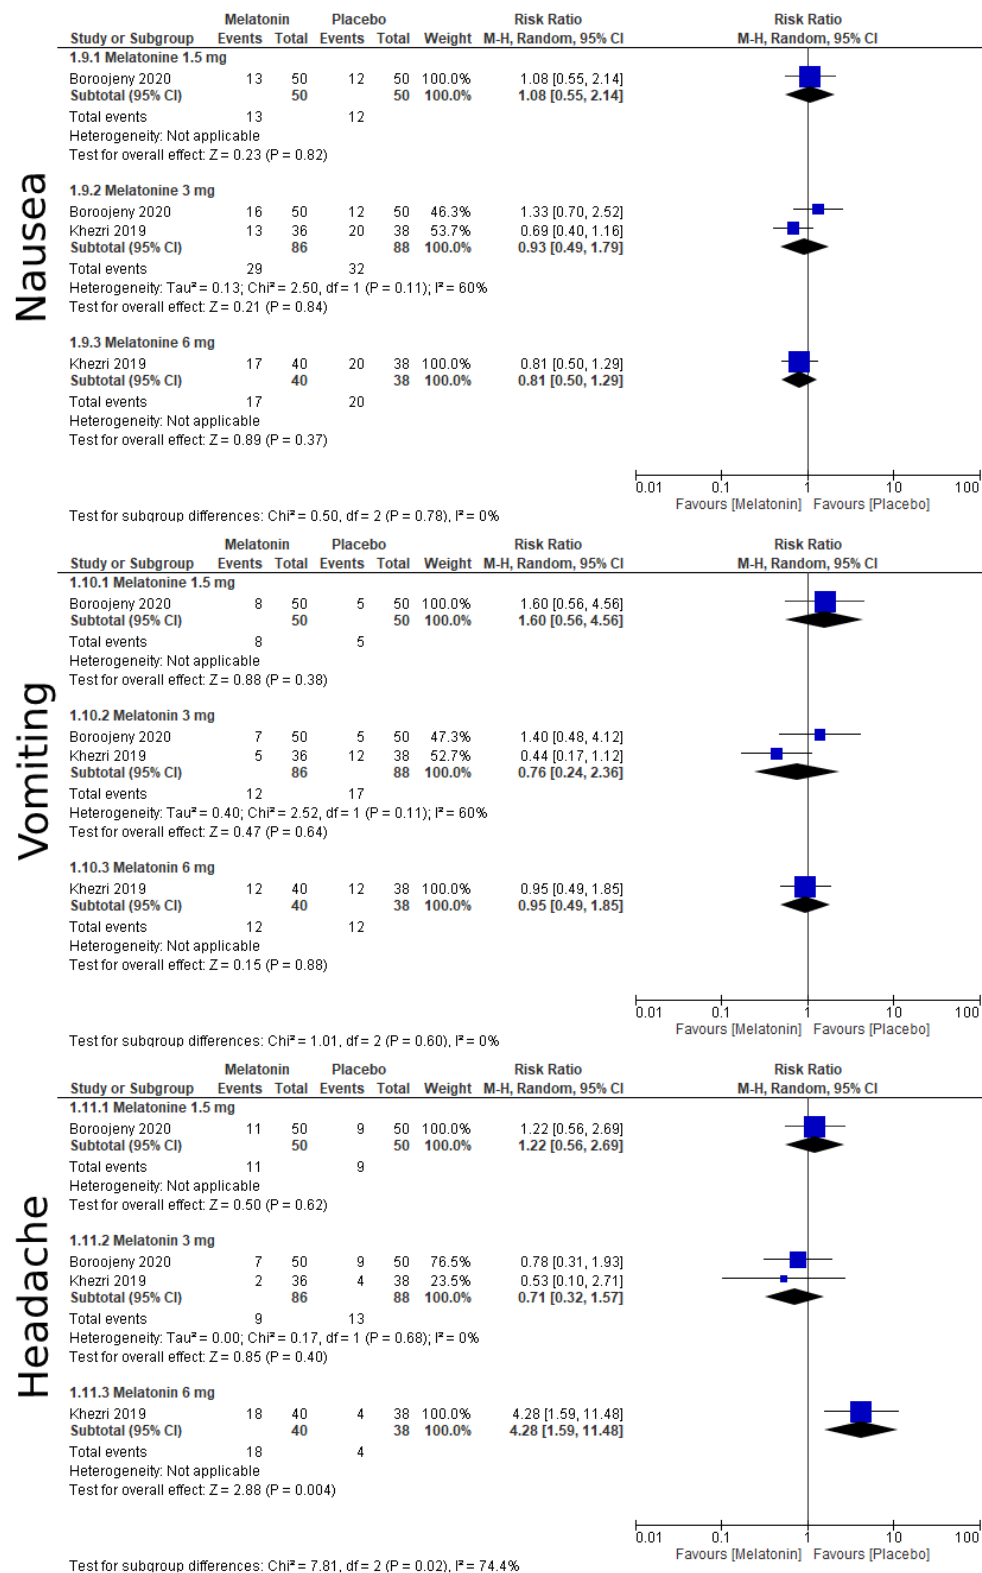 Nausea
Melatonin Placebo Risk Ratio Risk Ratio
Study or Subgroup Events Total Events Total Weight M-H, Random, 95% CI M-H, Random, 95% CI
1.9.1 Melatonine 1.5 mg
Boroojeny 2020 13 50 12 50 100.0% 1.08 [0.55, 2.14]
Subtotal (95% CI) 50 50 100.0% 1.08 [0.55, 2.14]
Total events 13 12
Heterogeneity: Not applicable
Test for overall effect: Z = 0.23 (P = 0.82)
1.9.2 Melatonine 3 mg
Boroojeny 2020 16 50 12 50 46.3% 1.33 [0.70, 2.52]
Khezri 2019 13 36 20 38 53.7% 0.69 [0.40, 1.16]
Subtotal (95% CI) 86 88 100.0% 0.93 [0.49, 1.79]
Total events 29 32
Heterogeneity: Tau² = 0.13; Chi² = 2.50, df = 1 (P = 0.11); I² = 60%
Test for overall effect: Z = 0.21 (P = 0.84)
1.9.3 Melatonine 6 mg
Khezri 2019 17 40 20 38 100.0% 0.81 [0.50, 1.29]
Subtotal (95% CI) 40 38 100.0% 0.81 [0.50, 1.29]
Total events 17 20
Heterogeneity: Not applicable
Test for overall effect: Z = 0.89 (P = 0.37)
0.01 0.1 1 10 100
Favours [Melatonin] Favours [Placebo]
Test for subgroup differences: Chi² = 0.50, df = 2 (P = 0.78), I² = 0%
Vomiting
Melatonin Placebo Risk Ratio Risk Ratio
Study or Subgroup Events Total Events Total Weight M-H, Random, 95% CI M-H, Random, 95% CI
1.10.1 Melatonine 1.5 mg
Boroojeny 2020 8 50 5 50 100.0% 1.60 [0.56, 4.56]
Subtotal (95% CI) 50 50 100.0% 1.60 [0.56, 4.56]
Total events 8 5
Heterogeneity: Not applicable
Test for overall effect: Z = 0.88 (P = 0.38)
1.10.2 Melatonin 3 mg
Boroojeny 2020 7 50 5 50 47.3% 1.40 [0.48, 4.12]
Khezri 2019 5 36 12 38 52.7% 0.44 [0.17, 1.12]
Subtotal (95% CI) 86 88 100.0% 0.76 [0.24, 2.36]
Total events 12 17
Heterogeneity: Tau² = 0.40; Chi² = 2.52, df = 1 (P = 0.11); I² = 60%
Test for overall effect: Z = 0.47 (P = 0.64)
1.10.3 Melatonin 6 mg
Khezri 2019 12 40 12 38 100.0% 0.95 [0.49, 1.85]
Subtotal (95% CI) 40 38 100.0% 0.95 [0.49, 1.85]
Total events 12 12
Heterogeneity: Not applicable
Test for overall effect: Z = 0.15 (P = 0.88)
0.01 0.1 1 10 100
Favours [Melatonin] Favours [Placebo]
Test for subgroup differences: Chi² = 1.01, df = 2 (P = 0.60), I² = 0%
Headache
Melatonin Placebo Risk Ratio Risk Ratio
Study or Subgroup Events Total Events Total Weight M-H, Random, 95% CI M-H, Random, 95% CI
1.11.1 Melatonine 1.5 mg
Boroojeny 2020 11 50 9 50 100.0% 1.22 [0.56, 2.69]
Subtotal (95% CI) 50 50 100.0% 1.22 [0.56, 2.69]
Total events 11 9
Heterogeneity: Not applicable
Test for overall effect: Z = 0.50 (P = 0.62)
1.11.2 Melatonin 3 mg
Boroojeny 2020 7 50 9 50 76.5% 0.78 [0.31, 1.93]
Khezri 2019 2 36 4 38 23.5% 0.53 [0.10, 2.71]
Subtotal (95% CI) 86 88 100.0% 0.71 [0.32, 1.57]
Total events 9 13
Heterogeneity: Tau² = 0.00; Chi² = 0.17, df = 1 (P = 0.68); I² = 0%
Test for overall effect: Z = 0.85 (P = 0.40)
1.11.3 Melatonin 6 mg
Khezri 2019 18 40 4 38 100.0% 4.28 [1.59, 11.48]
Subtotal (95% CI) 40 38 100.0% 4.28 [1.59, 11.48]
Total events 18 4
Heterogeneity: Not applicable
Test for overall effect: Z = 2.88 (P = 0.004)
0.01 0.1 1 10 100
Favours [Melatonin] Favours [Placebo]
Test for subgroup differences: Chi² = 7.81, df = 2 (P = 0.02), I² = 74.4%